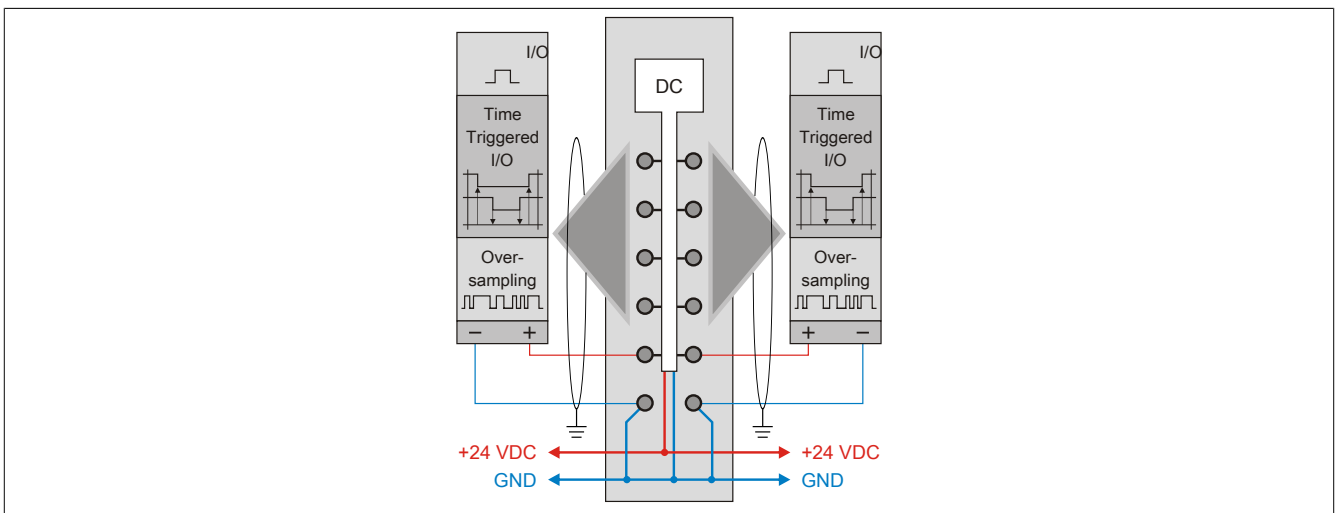 I/O
Time
Triggered
I/O
Over-
sampling
− +
DC
I/O
Time
Triggered
I/O
Over-
sampling
+ −
+24 VDC
GND
+24 VDC
GND